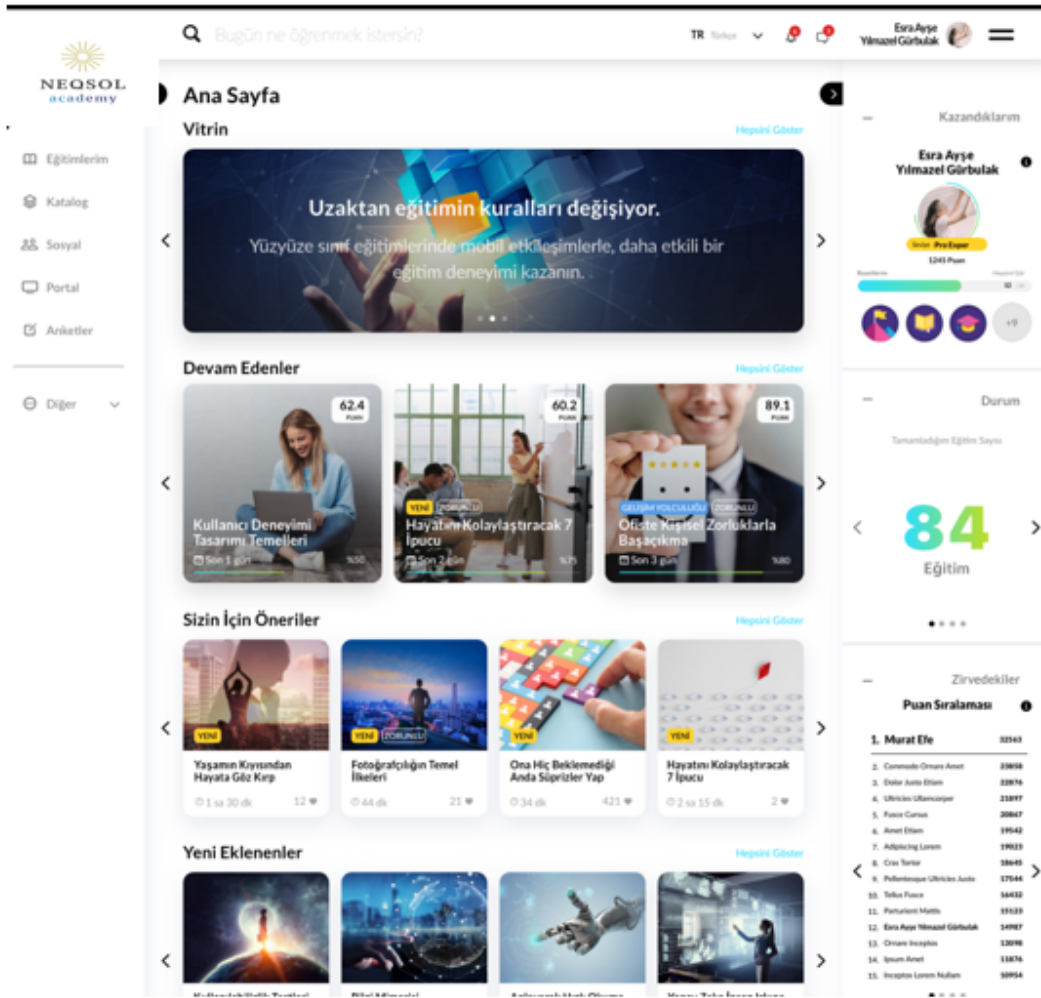 NEQSOL
academy
Bugün ne öğrenmek istersin?
TR Türkçe
Esra Ayşe
Yılmazel Gürbulak
Eğitimlerim
Katalog
Sosyal
Portal
Anketler
Diğer
Ana Sayfa
Vitrin
Hepsini Göster
Uzaktan eğitimin kuralları değişiyor.
Yüzyüze sınıf eğitimlerinde mobil etkileşimlerle, daha etkili bir
eğitim deneyimi kazanın.
Devam Edenler
Hepsini Göster
62.4
PUAN
Kullanıcı Deneyimi
Tasarımı Temelleri
Son 1 gün
%50
60.2
PUAN
YENİ ZORUNLU
Hayatını Kolaylaştıracak 7
İpucu
Son 2 gün
%75
89.1
PUAN
GELİŞİM YOLCULUĞU ZORUNLU
Ofiste Kişisel Zorluklarla
Başaçıkma
Son 3 gün
%80
Sizin İçin Öneriler
Hepsini Göster
YENİ
Yaşamın Kıyısından
Hayata Göz Kırp
1 sa 30 dk
12
YENİ ZORUNLU
Fotoğrafçılığın Temel
İlkeleri
44 dk
21
YENİ
Ona Hiç Beklemediği
Anda Süprizler Yap
34 dk
421
YENİ
Hayatını Kolaylaştıracak
7 İpucu
2 sa 15 dk
2
Yeni Eklenenler
Hepsini Göster
Kazandıklarım
Esra Ayşe
Yılmazel Gürbulak
Pro Esper
1245 Puan
+9
Durum
Tamamladığım Eğitim Sayısı
84
Eğitim
Zirvedekiler
Puan Sıralaması
1. Murat Efe 32563
2. Commodo Ornare Amet 23858
3. Dolor Justo Etiam 22876
4. Ultricies Ullamcorper 21897
5. Fusce Cursus 20867
6. Amet Etiam 19542
7. Adipiscing Lorem 19023
8. Cras Tortor 18645
9. Pellentesque Ultricies Justo 17544
10. Tellus Fusce 16432
11. Parturient Mattis 15123
12. Esra Ayşe Yılmazel Gürbulak 14987
13. Ornare Inceptos 13098
14. Ipsum Amet 11876
15. Inceptos Lorem Nullam 10954